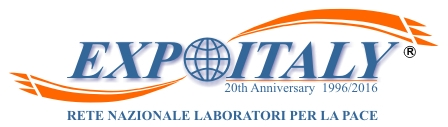 EXPOITALY ®
20th Anniversary 1996/2016
RETE NAZIONALE LABORATORI PER LA PACE